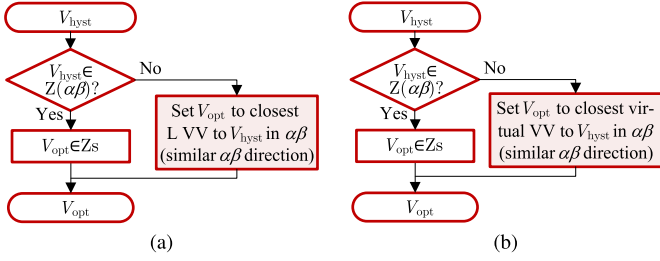 V_hyst
V_hyst∈
Z(αβ)?
No
Yes
Set V_opt to closest
L VV to V_hyst in αβ
(similar αβ direction)
V_opt∈Zs
V_opt
(a)
V_hyst
V_hyst∈
Z(αβ)?
No
Yes
Set V_opt to closest vir-
tual VV to V_hyst in αβ
(similar αβ direction)
V_opt∈Zs
V_opt
(b)